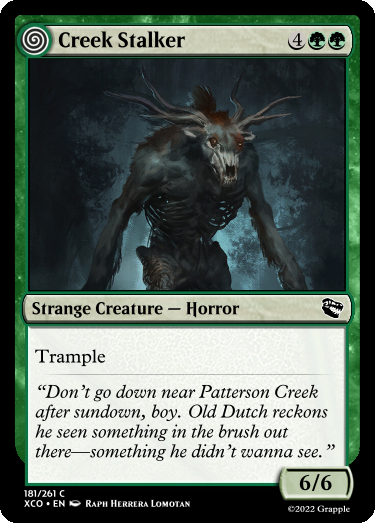 Creek Stalker 4
Strange Creature — Horror
Trample
“Don’t go down near Patterson Creek
after sundown, boy. Old Dutch reckons
he seen something in the brush out
there—something he didn’t wanna see.”
6/6
181/261 C
XCO • EN Raph Herrera Lomotan
©2022 Grapple